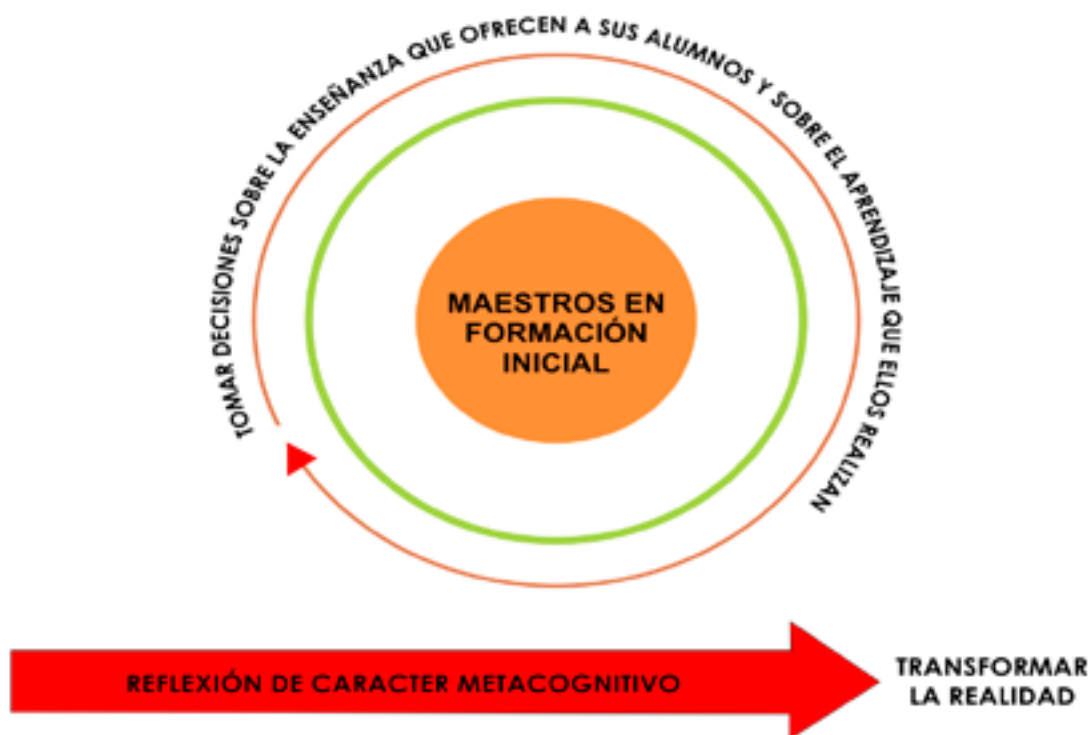 TOMAR DECISIONES SOBRE LA ENSEÑANZA QUE OFRECEN A SUS ALUMNOS Y SOBRE EL APRENDIZAJE QUE ELLOS REALIZAN
MAESTROS EN
FORMACIÓN
INICIAL
REFLEXIÓN DE CARACTER METACOGNITIVO
TRANSFORMAR
LA REALIDAD